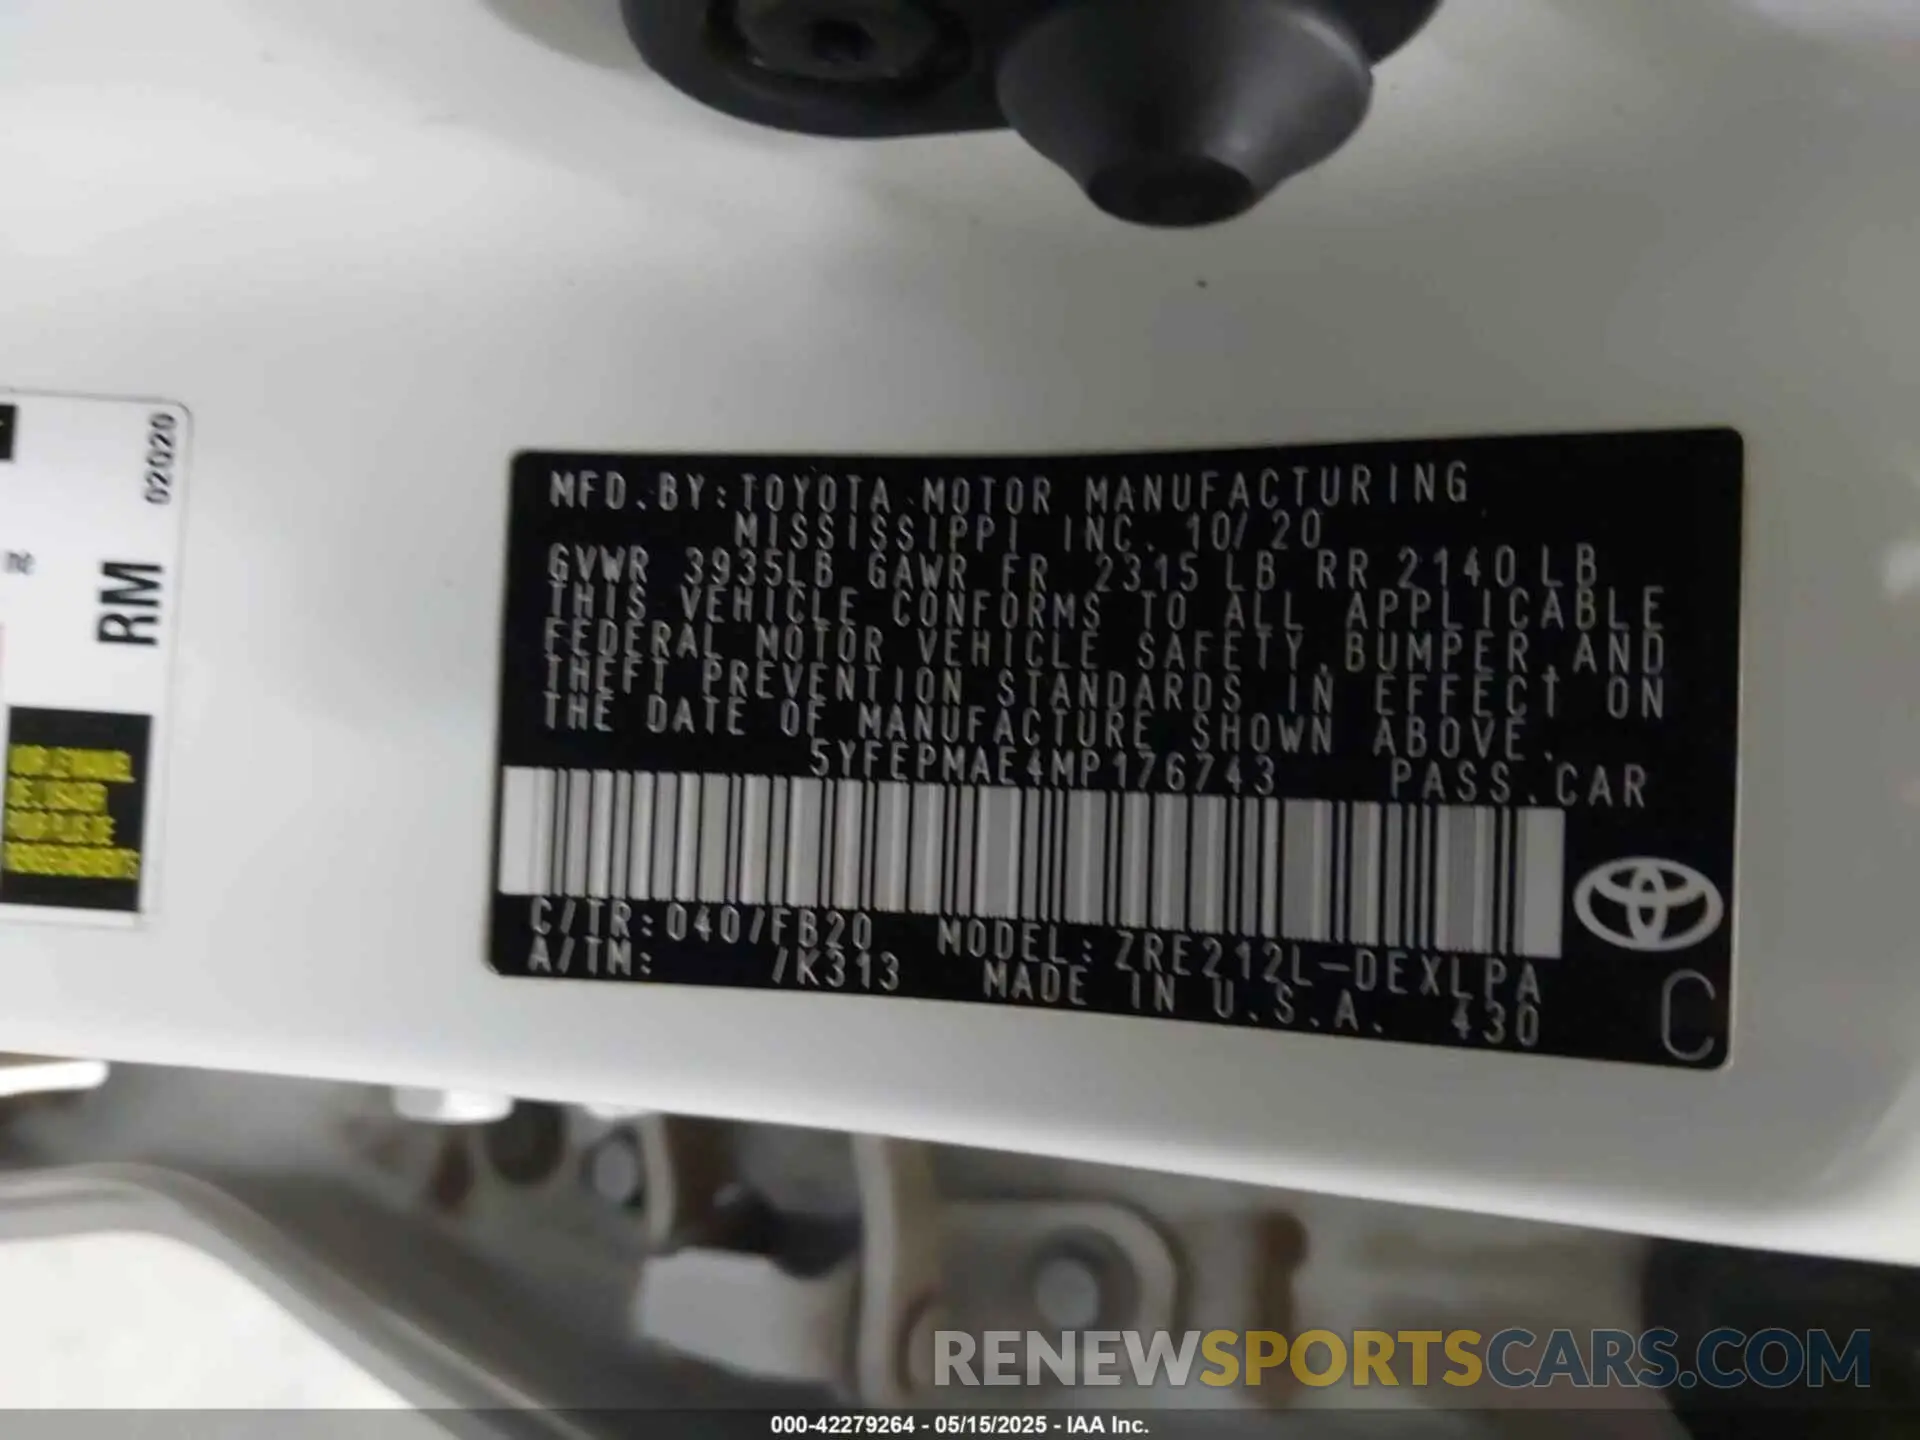 MFD. BY: TOYOTA MOTOR MANUFACTURING
MISSISSIPPI INC. 10/20
GVWR 3935LB GAWR FR 2315 LB RR 2140 LB
THIS VEHICLE CONFORMS TO ALL APPLICABLE
FEDERAL MOTOR VEHICLE SAFETY, BUMPER, AND
THEFT PREVENTION STANDARDS IN EFFECT ON
THE DATE OF MANUFACTURE SHOWN ABOVE.
5YFEPMAE4MP176743 PASS. CAR
C/TR: 040/FB20 MODEL: ZRE212L-DEXLPA
A/TM: /K313 MADE IN U.S.A. 430
C
02020
RM
RENEWSPORTSCARS.COM
000-42279264 - 05/15/2025 - IAA Inc.